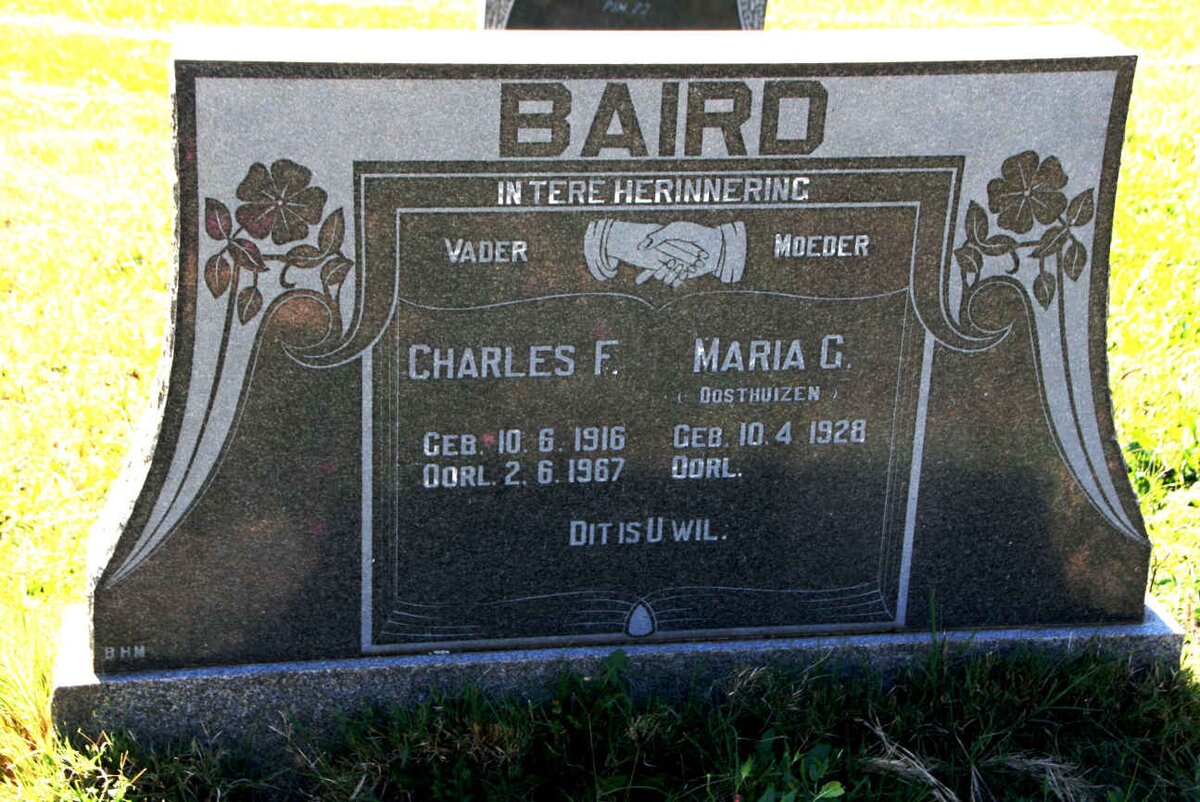 BAIRD
IN TERE HERINNERING
VADER MOEDER
CHARLES F. MARIA G.
( OOSTHUIZEN )
GEB. 10. 6. 1916 GEB. 10. 4 1928
OORL. 2. 6. 1967 OORL.
DIT IS U WIL.
BHM